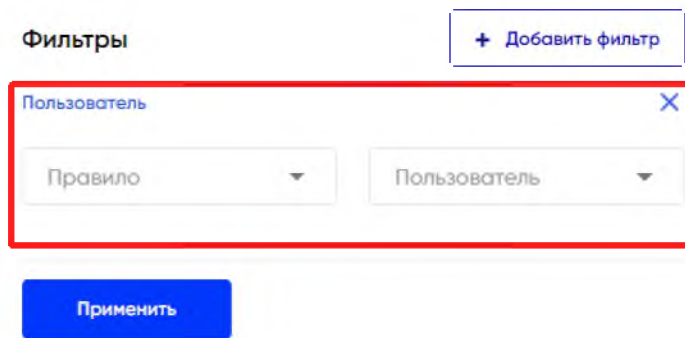 Фильтры
+ Добавить фильтр
Пользователь
Правило
Пользователь
Применить